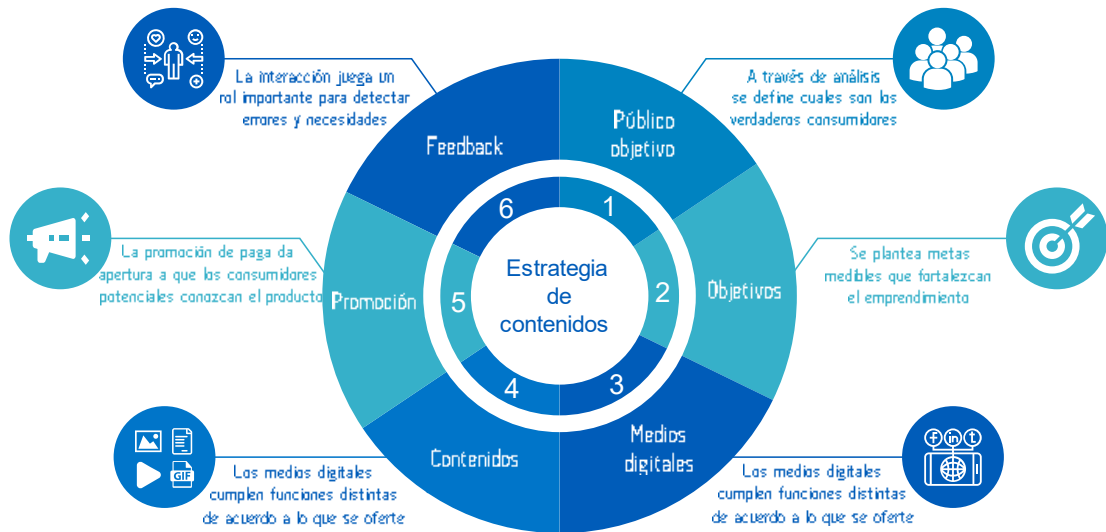 Estrategia
de
contenidos
1
Público
objetivo
A través de análisis
se define cuales son los
verdaderos consumidores
2
Objetivos
Se plantea metas
medibles que fortalezcan
el emprendimiento
3
Medios
digitales
Los medios digitales
cumplen funciones distintas
de acuerdo a lo que se oferte
f in t
4
Contenidos
Los medios digitales
cumplen funciones distintas
de acuerdo a lo que se oferte
GIF
5
Promoción
La promoción de paga da
apertura a que los consumidores
potenciales conozcan el producto
6
Feedback
La interacción juega un
rol importante para detectar
errores y necesidades